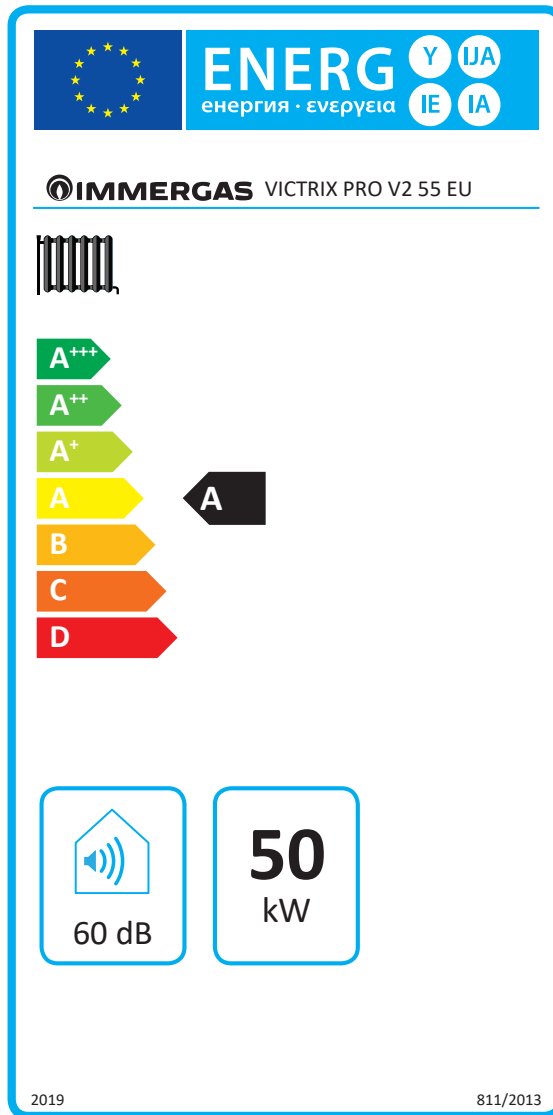 ENERG Y IJA
енергия · ενεργεια IE IA
IMMERGAS VICTRIX PRO V2 55 EU
A+++
A++
A+
A
A
B
C
D
60 dB
50
kW
2019
811/2013